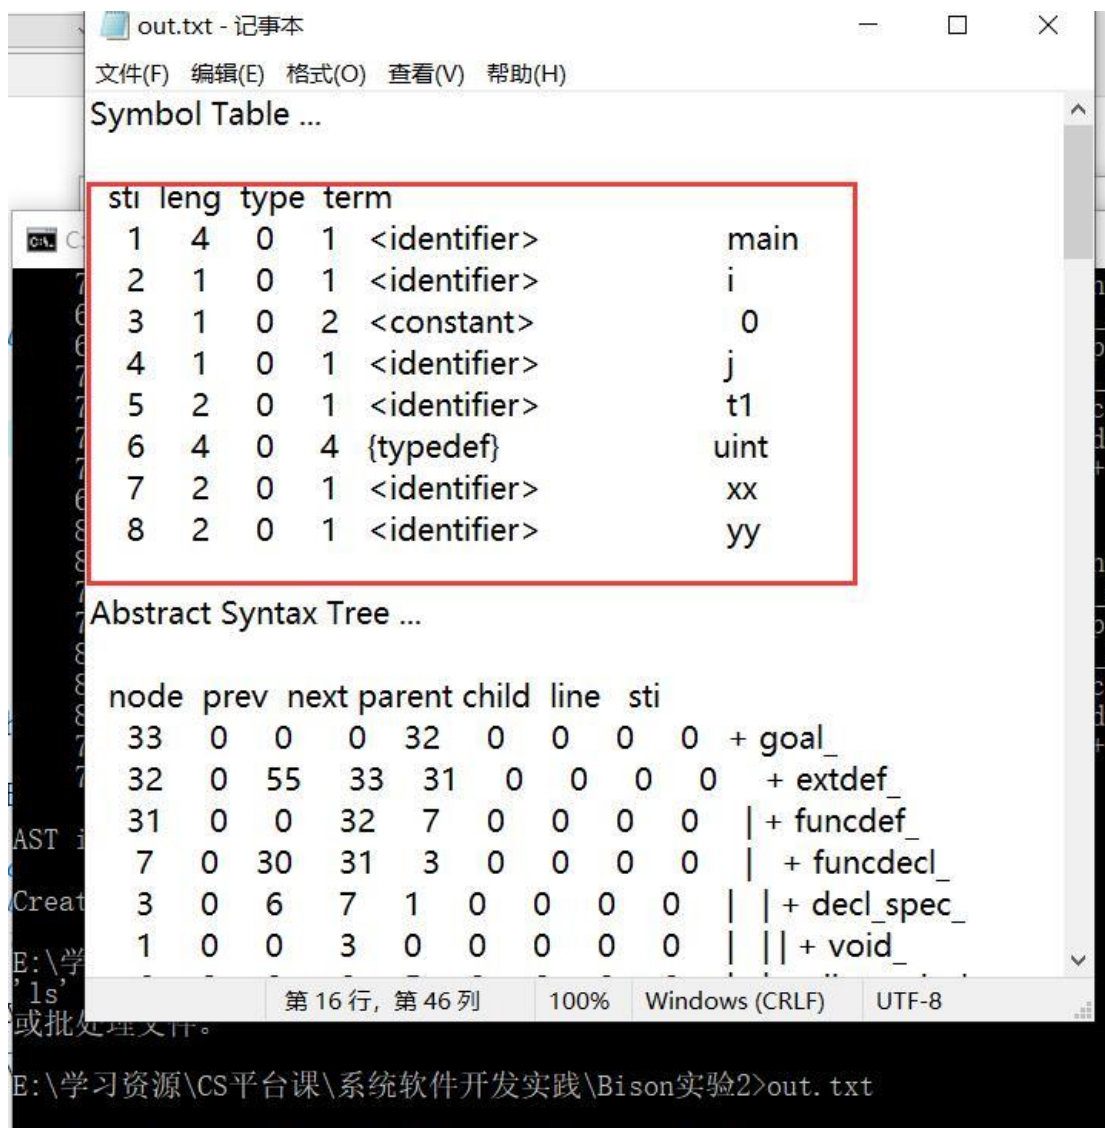 out.txt - 记事本
文件(F) 编辑(E) 格式(O) 查看(V) 帮助(H)
Symbol Table ...
sti leng type term
1 4 0 1 <identifier> main
2 1 0 1 <identifier> i
3 1 0 2 <constant> 0
4 1 0 1 <identifier> j
5 2 0 1 <identifier> t1
6 4 0 4 {typedef} uint
7 2 0 1 <identifier> xx
8 2 0 1 <identifier> yy
Abstract Syntax Tree ...
node prev next parent child line sti
33 0 0 0 32 0 0 0 0 + goal_
32 0 55 33 31 0 0 0 0 + extdef_
31 0 0 32 7 0 0 0 0 | + funcdef_
7 0 30 31 3 0 0 0 0 | + funcdecl_
3 0 6 7 1 0 0 0 0 | | + decl_spec_
1 0 0 3 0 0 0 0 0 | || + void_
第 16 行, 第 46 列 100% Windows (CRLF) UTF-8
AST i
Creat
E:\学
'ls'
或批处理文件。
E:\学习资源\CS平台课\系统软件开发实践\Bison实验2>out.txt